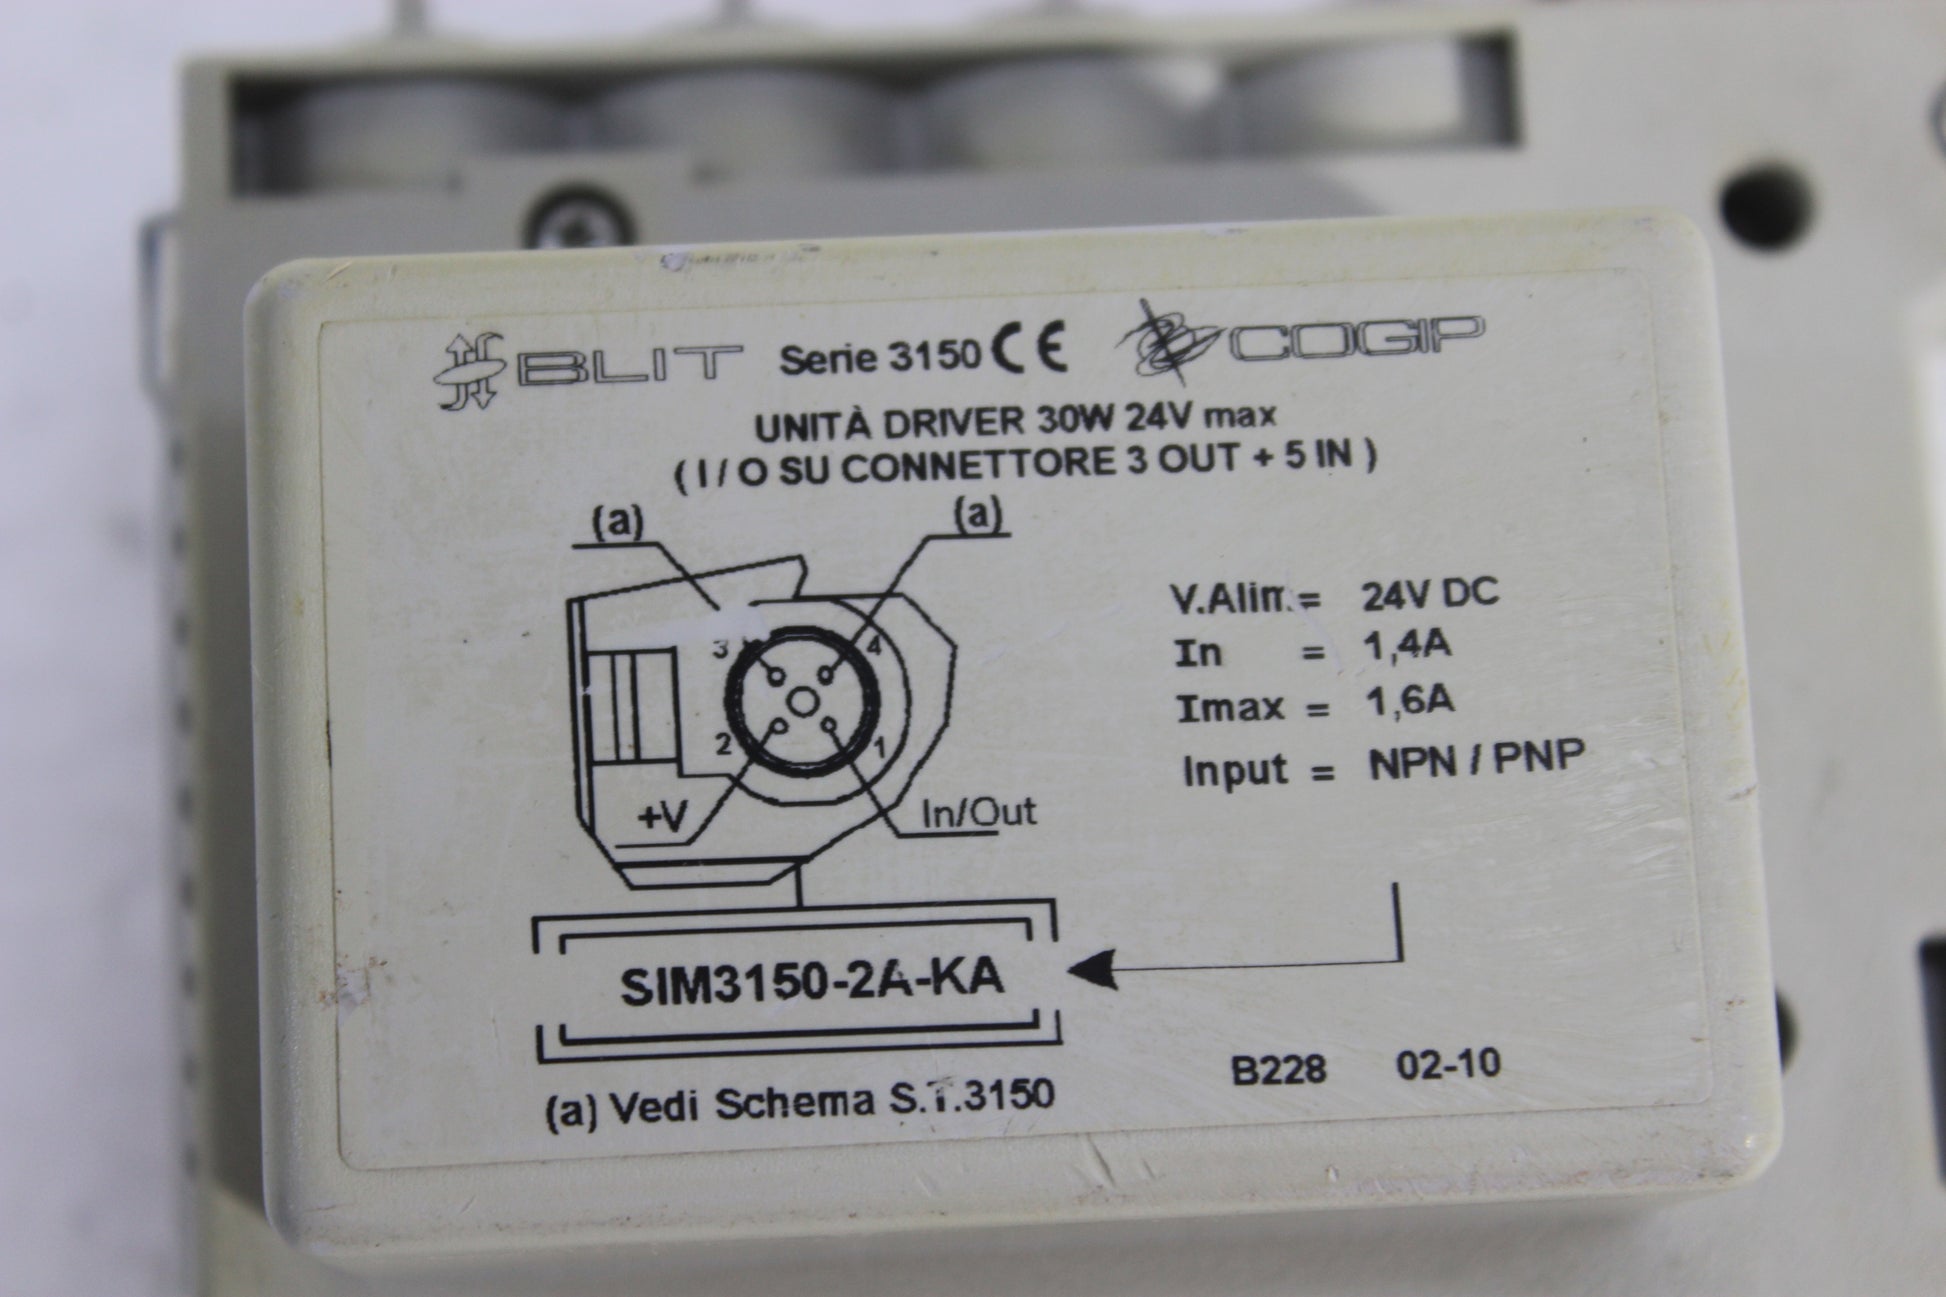 BLIT Serie 3150 CE COGIP
UNITÀ DRIVER 30W 24V max
( I / O SU CONNETTORE 3 OUT + 5 IN )
(a) (a)
3 4
2 1
+V In/Out
V.Alim.= 24V DC
In = 1,4A
Imax = 1,6A
Input = NPN / PNP
SIM3150-2A-KA
B228 02-10
(a) Vedi Schema S.T.3150